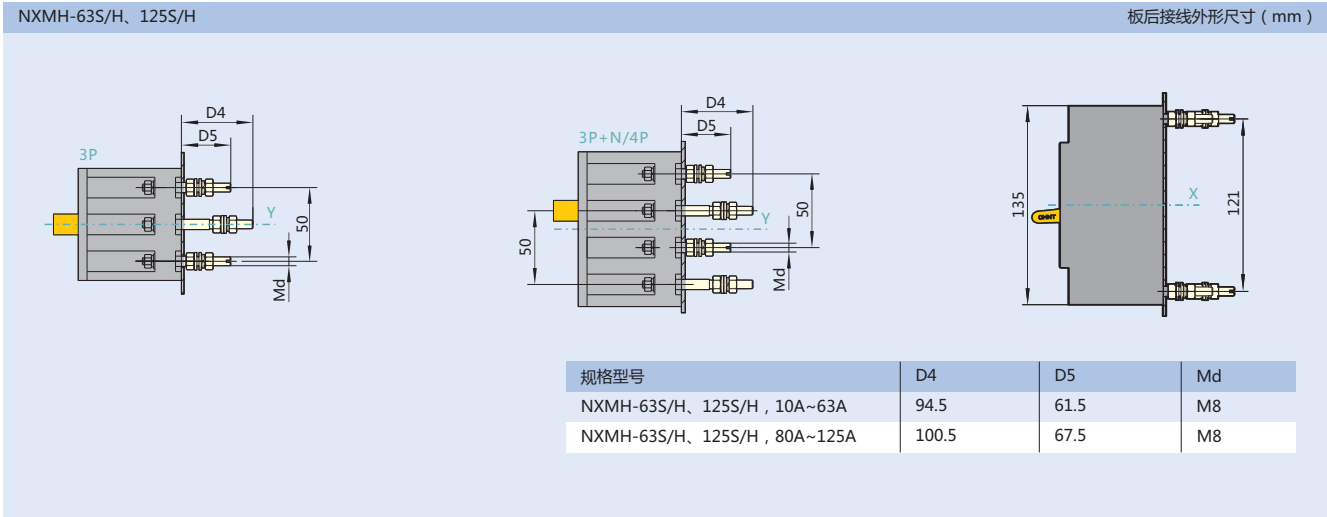 NXMH-63S/H、125S/H
板后接线外形尺寸（mm）
D4
D5
3P
Y
50
Md
D4
D5
3P+N/4P
Y
50
50
Md
135
CHNT
X
121
规格型号 D4 D5 Md
NXMH-63S/H、125S/H，10A~63A 94.5 61.5 M8
NXMH-63S/H、125S/H，80A~125A 100.5 67.5 M8